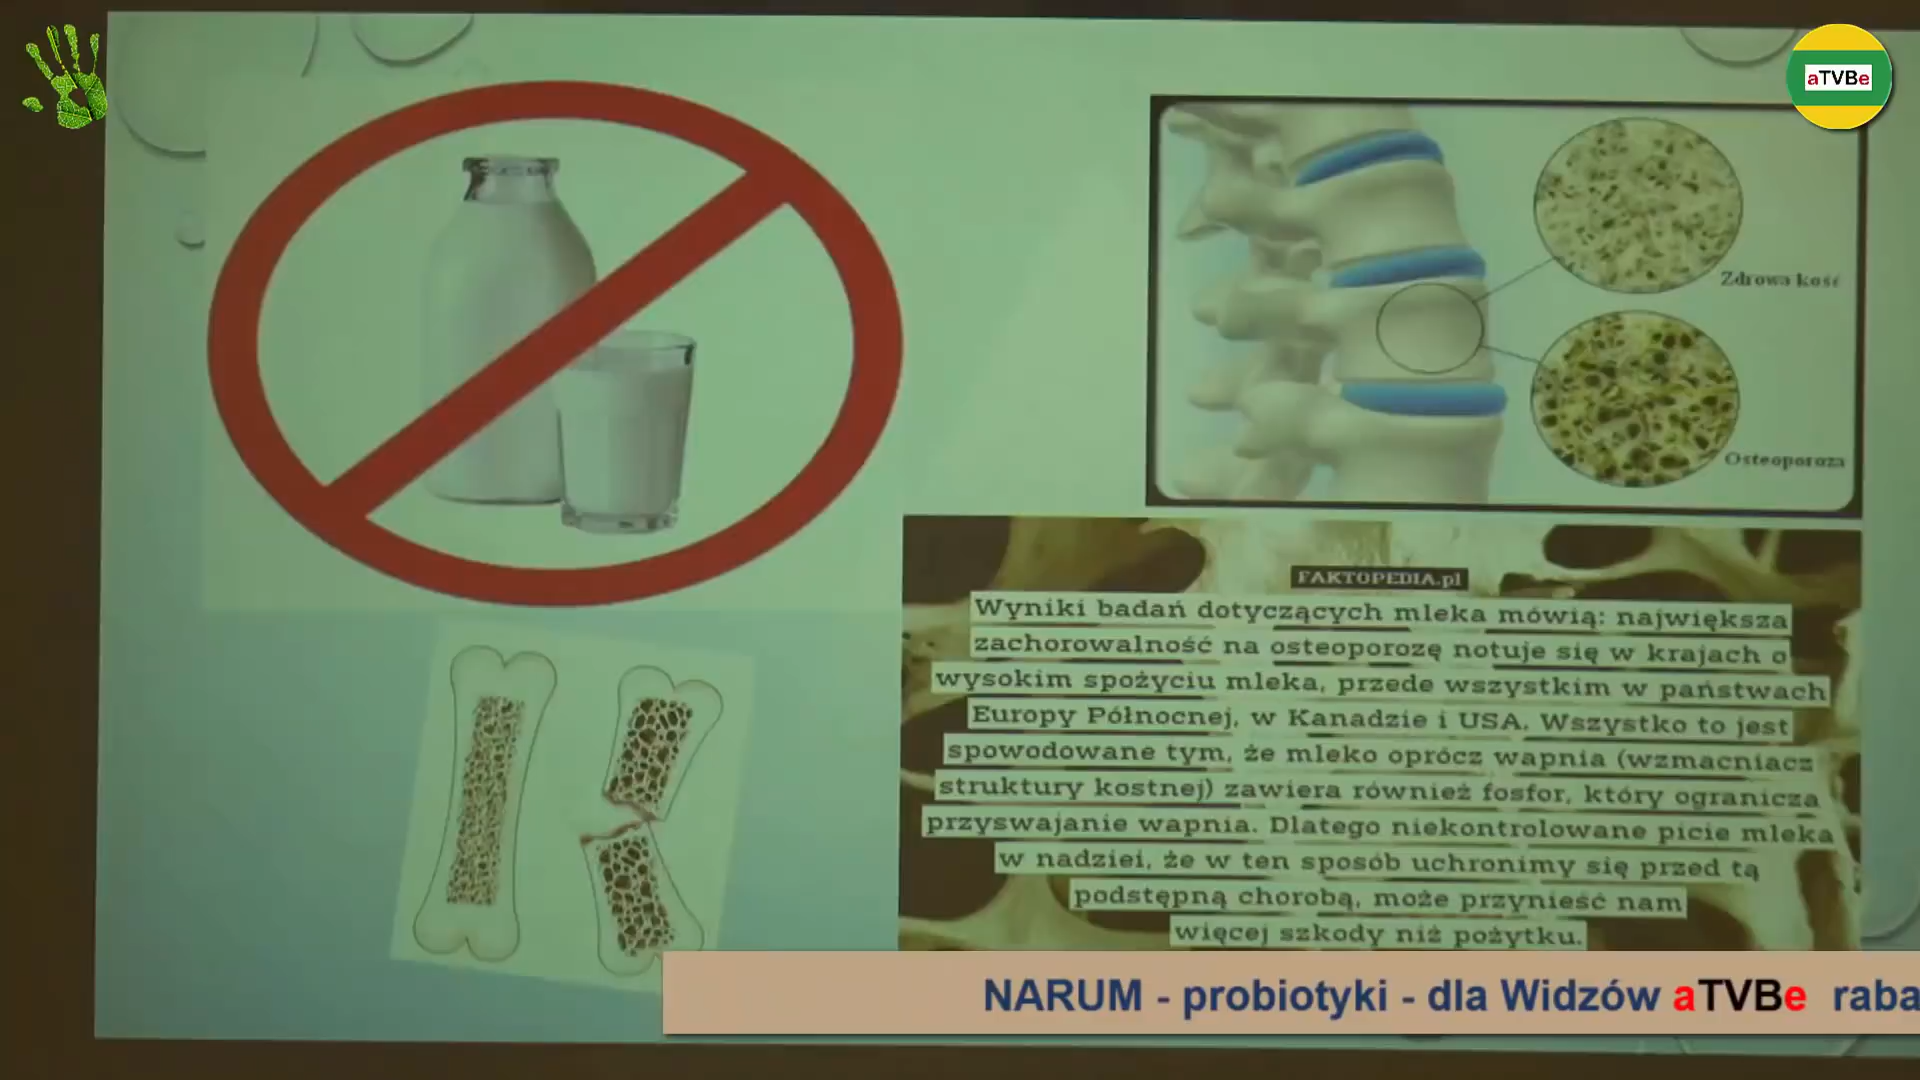 aTVBe
Zdrowa kość
Osteoporoza
FAKTOPEDIA.pl
Wyniki badań dotyczących mleka mówią: największa
zachorowalność na osteoporozę notuje się w krajach o
wysokim spożyciu mleka, przede wszystkim w państwach
Europy Północnej, w Kanadzie i USA. Wszystko to jest
spowodowane tym, że mleko oprócz wapnia (wzmacniacz
struktury kostnej) zawiera również fosfor, który ogranicza
przyswajanie wapnia. Dlatego niekontrolowane picie mleka
w nadziei, że w ten sposób uchronimy się przed tą
podstępną chorobą, może przynieść nam
więcej szkody niż pożytku.
NARUM - probiotyki - dla Widzów aTVBe raba